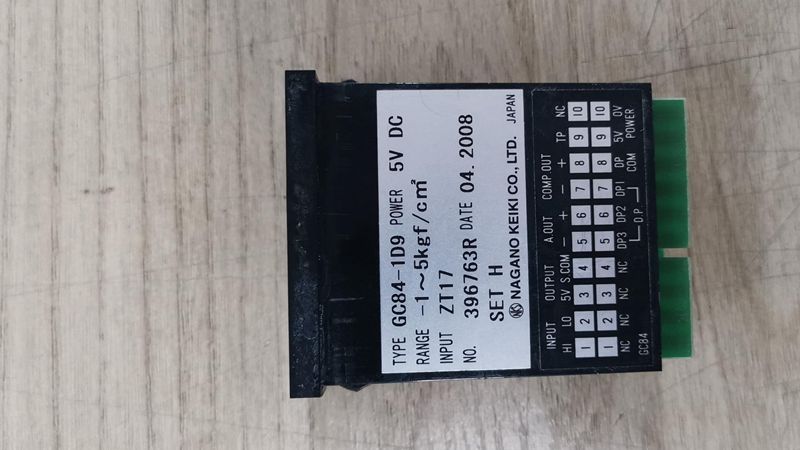 TYPE GC84-1D9 POWER 5V DC
RANGE -1～5kgf/c㎡
INPUT ZT17
NO. 396763R DATE 04. 2008
SET H
NKS NAGANO KEIKI CO., LTD. JAPAN
INPUT OUTPUT A.OUT COMP.OUT
HI LO 5V S.COM - + - + TP NC
1 2 3 4 5 6 7 8 9 10
1 2 3 4 5 6 7 8 9 10
NC NC NC NC DP3 DP2 DP1 DP COM 5V 0V
D P POWER
GC84